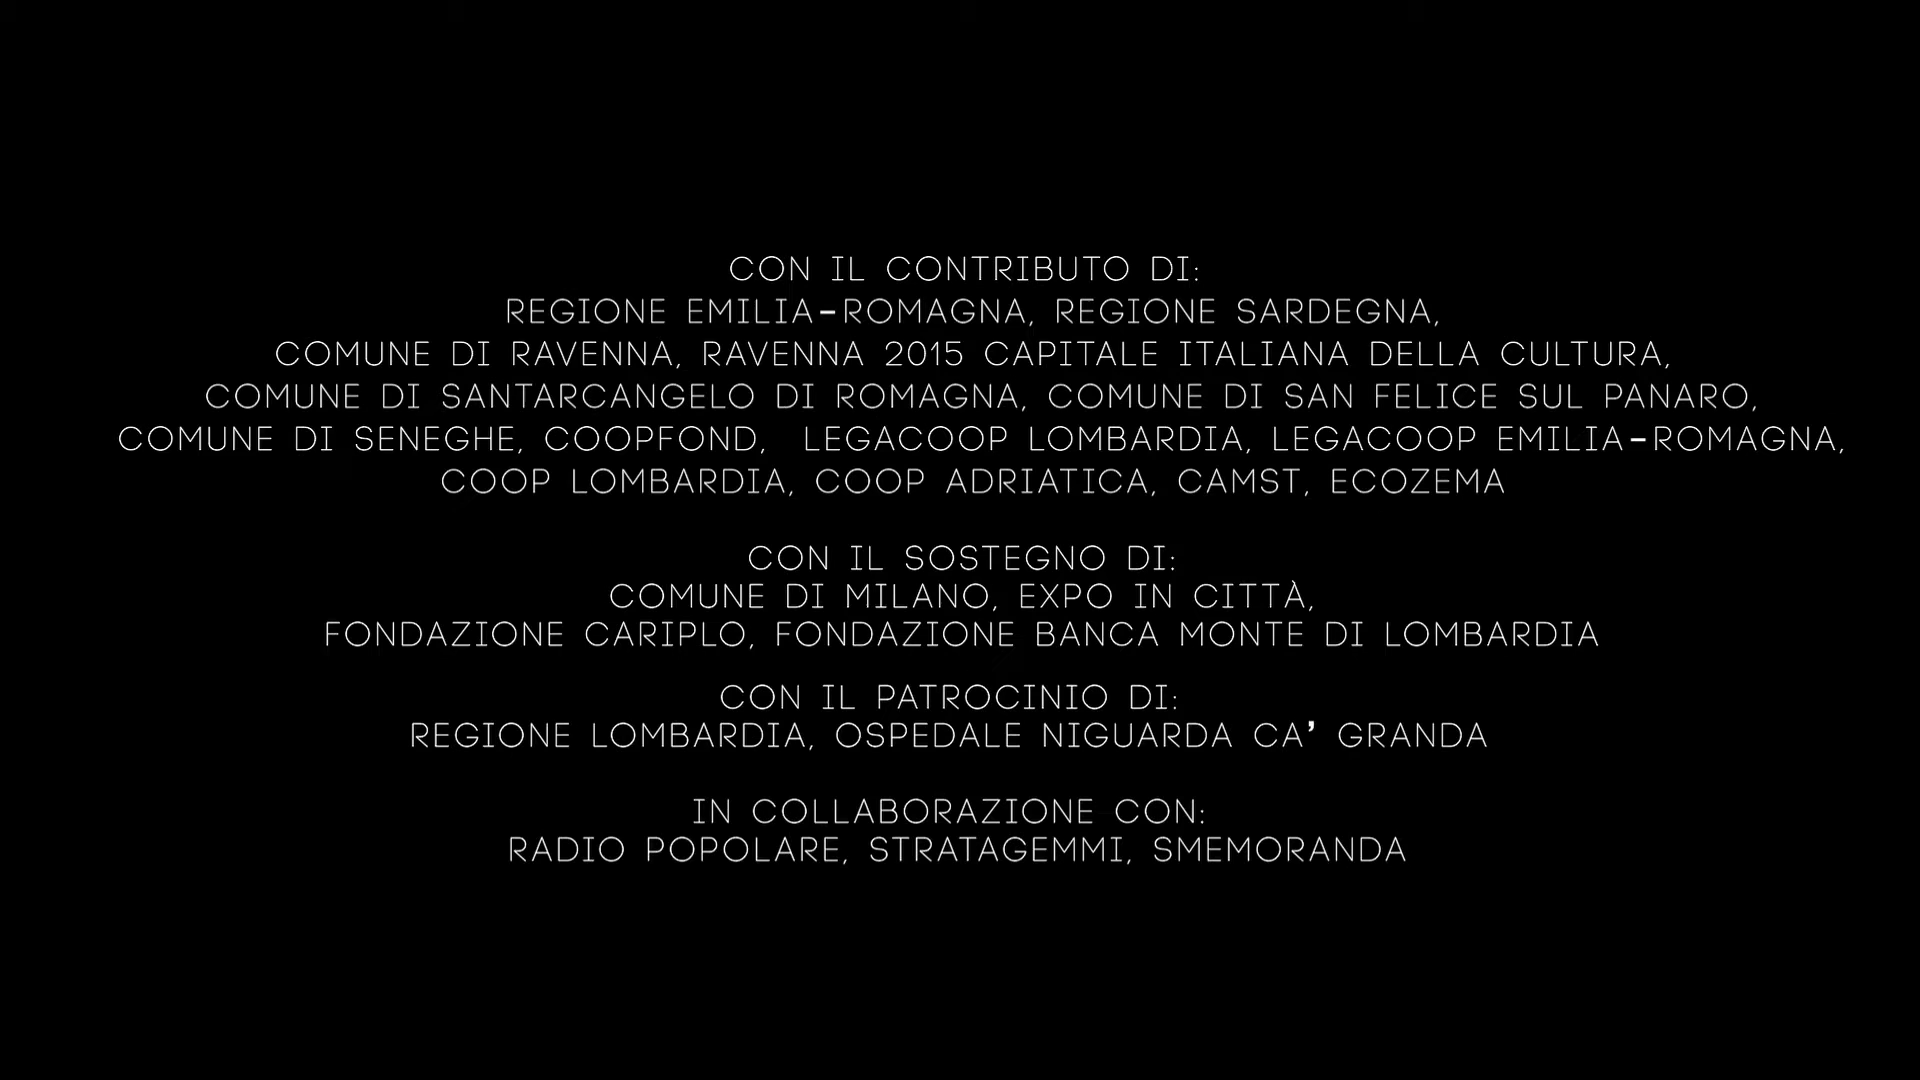 CON IL CONTRIBUTO DI:
REGIONE EMILIA-ROMAGNA, REGIONE SARDEGNA,
COMUNE DI RAVENNA, RAVENNA 2015 CAPITALE ITALIANA DELLA CULTURA,
COMUNE DI SANTARCANGELO DI ROMAGNA, COMUNE DI SAN FELICE SUL PANARO,
COMUNE DI SENEGHE, COOPFOND, LEGACOOP LOMBARDIA, LEGACOOP EMILIA-ROMAGNA,
COOP LOMBARDIA, COOP ADRIATICA, CAMST, ECOZEMA
CON IL SOSTEGNO DI:
COMUNE DI MILANO, EXPO IN CITTÀ,
FONDAZIONE CARIPLO, FONDAZIONE BANCA MONTE DI LOMBARDIA
CON IL PATROCINIO DI:
REGIONE LOMBARDIA, OSPEDALE NIGUARDA CA' GRANDA
IN COLLABORAZIONE CON:
RADIO POPOLARE, STRATAGEMMI, SMEMORANDA